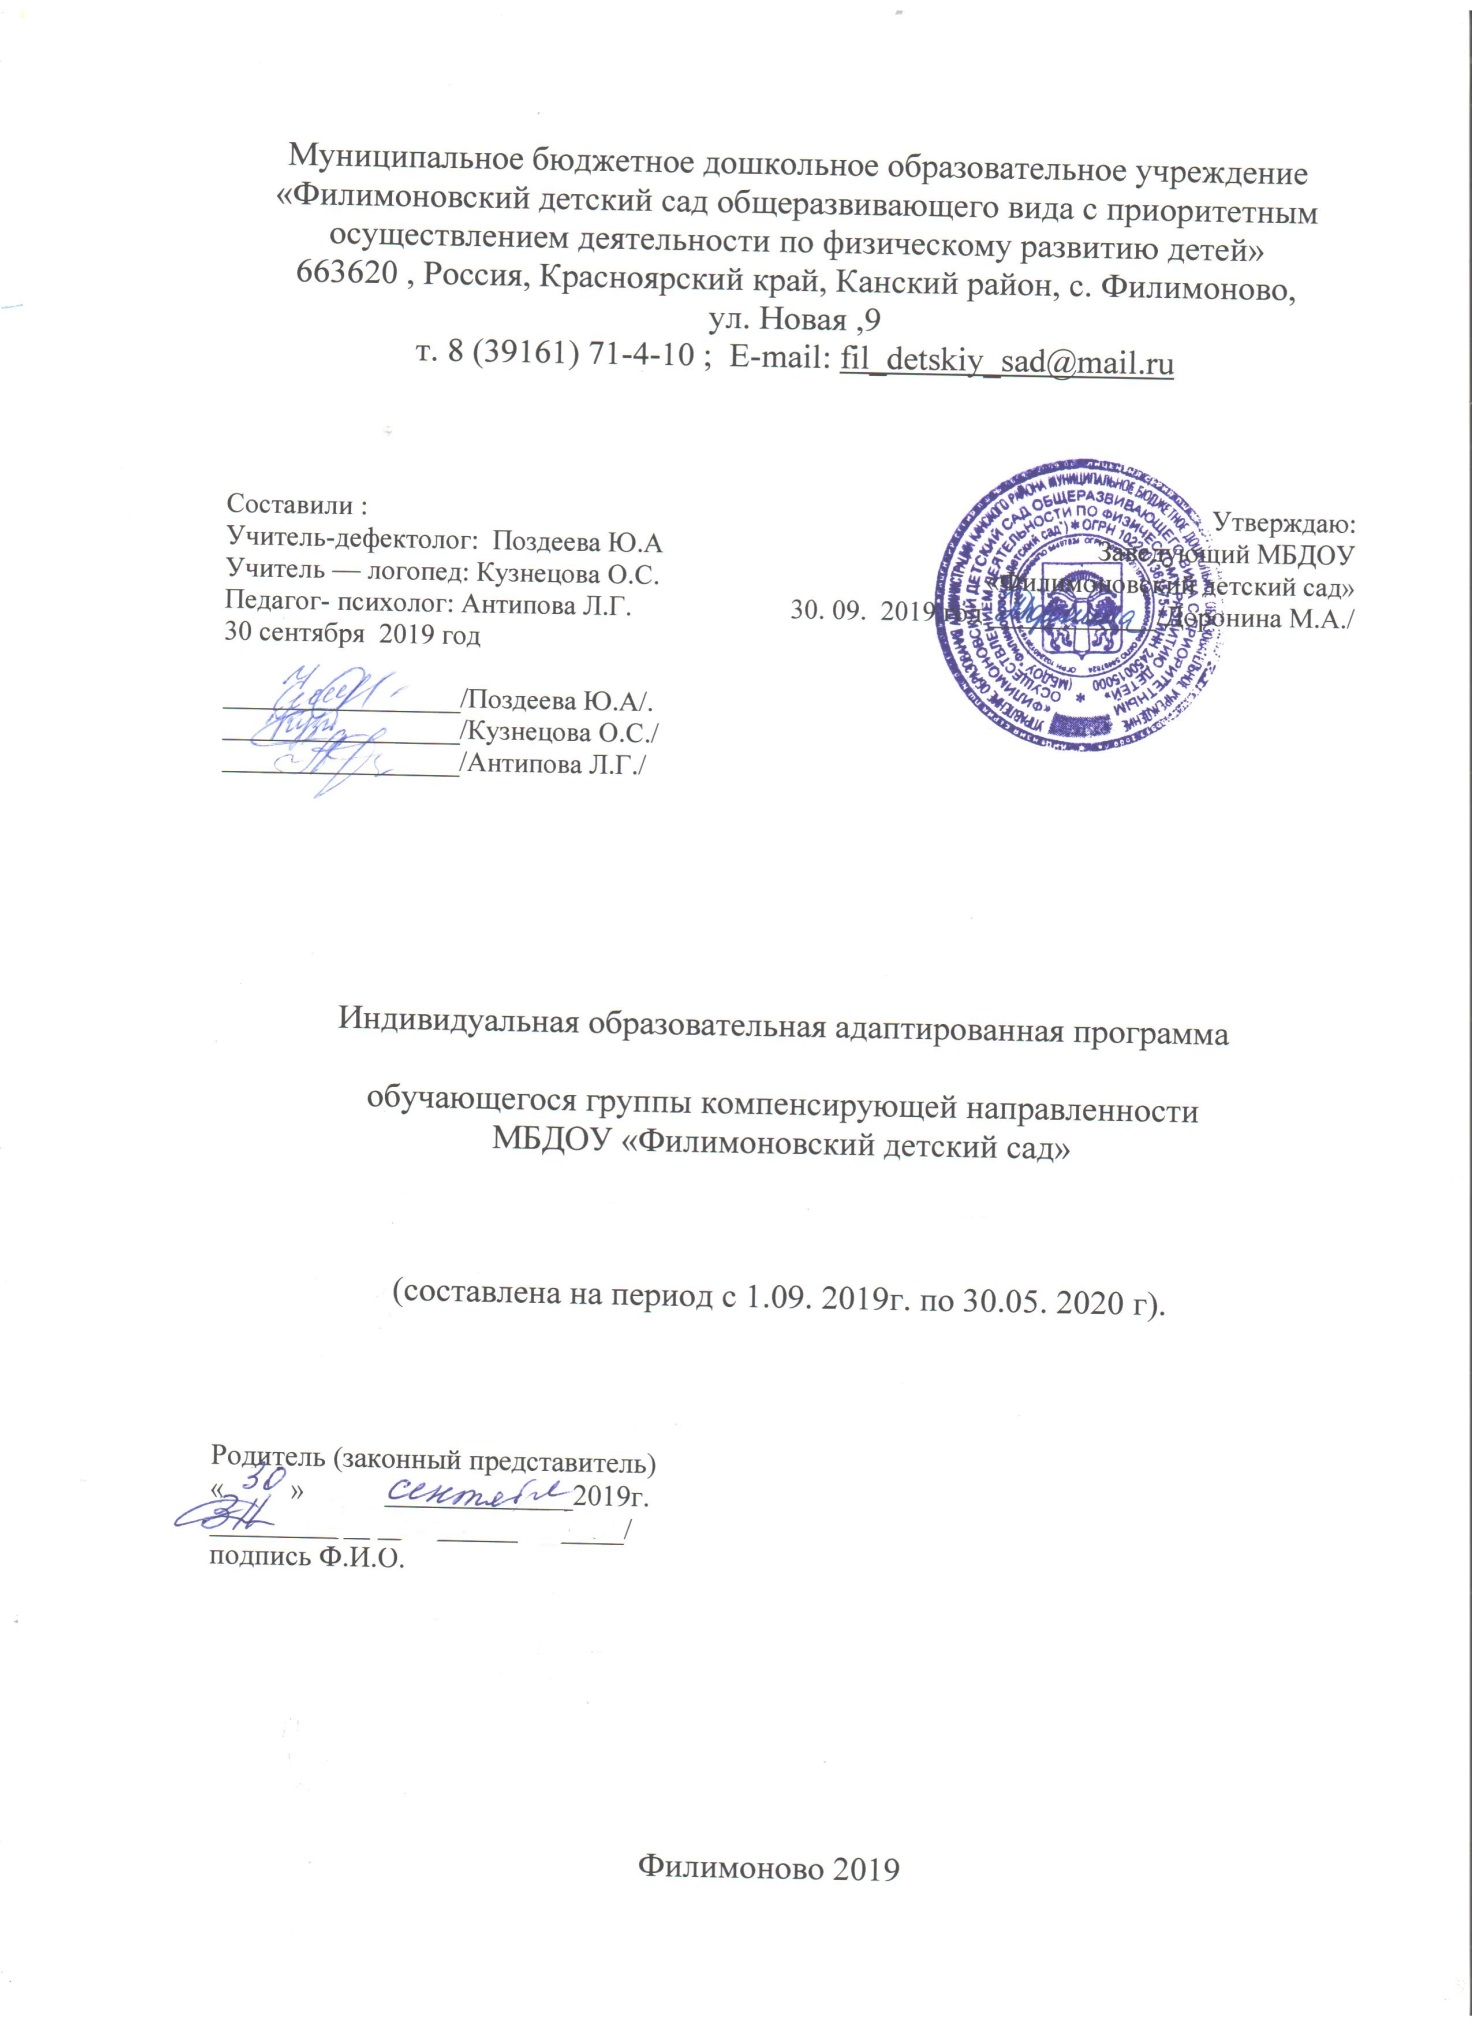 Муниципальное бюджетное дошкольное образовательное учреждение
«Филимоновский детский сад общеразвивающего вида с приоритетным
осуществлением деятельности по физическому развитию детей»
663620 , Россия, Красноярский край, Канский район, с. Филимоново,
ул. Новая ,9
т. 8 (39161) 71-4-10 ; E-mail: fil_detskiy_sad@mail.ru
Составили :
Учитель-дефектолог: Поздеева Ю.А
Учитель — логопед: Кузнецова О.С.
Педагог- психолог: Антипова Л.Г.
30 сентября 2019 год
/Поздеева Ю.А/.
/Кузнецова О.С./
/Антипова Л.Г./
Утверждаю:
Заведующий МБДОУ
«Филимоновский детский сад»
30. 09. 2019 год /Доронина М.А./
Индивидуальная образовательная адаптированная программа
обучающегося группы компенсирующей направленности
МБДОУ «Филимоновский детский сад»
(составлена на период с 1.09. 2019г. по 30.05. 2020 г).
Родитель (законный представитель)
« 30 » сентября 2019г.
/
подпись Ф.И.О.
Филимоново 2019